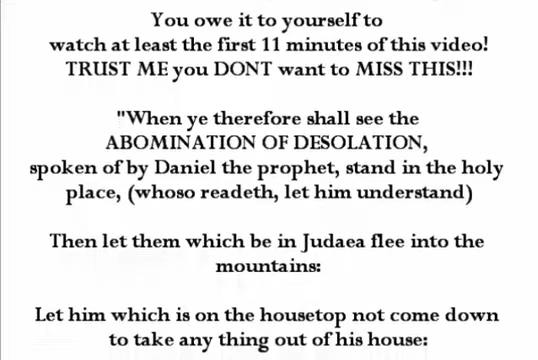 You owe it to yourself to
watch at least the first 11 minutes of this video!
TRUST ME you DONT want to MISS THIS!!!
"When ye therefore shall see the
ABOMINATION OF DESOLATION,
spoken of by Daniel the prophet, stand in the holy
place, (whoso readeth, let him understand)
Then let them which be in Judaea flee into the
mountains:
Let him which is on the housetop not come down
to take any thing out of his house: